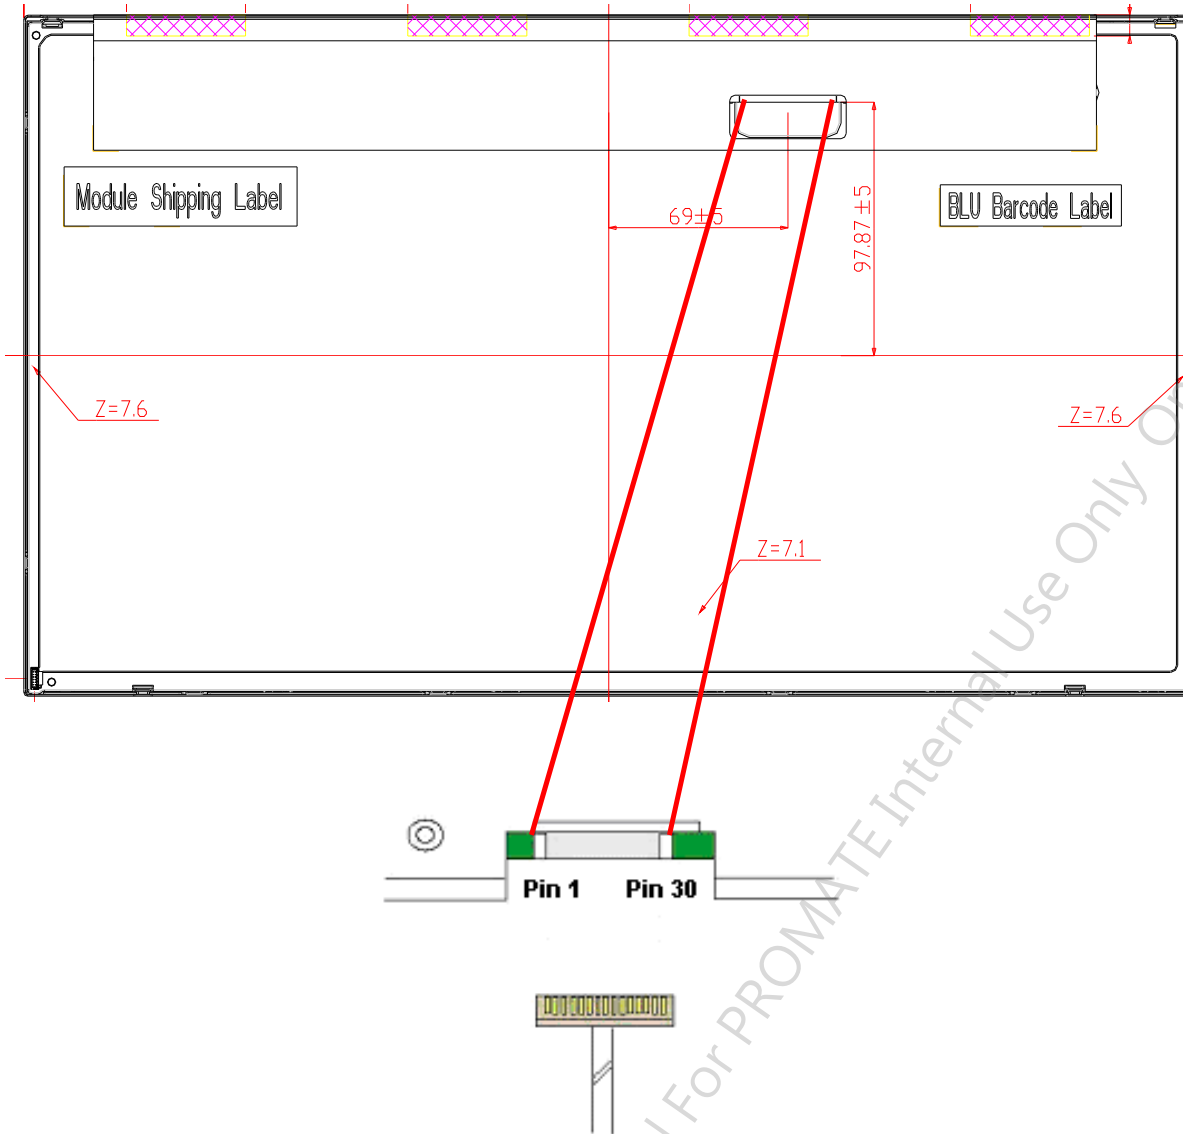 Module Shipping Label
BLU Barcode Label
69±5
97.87±5
Z=7.6
Z=7.6
Z=7.1
Pin 1
Pin 30
For PROMATE Internal Use Only